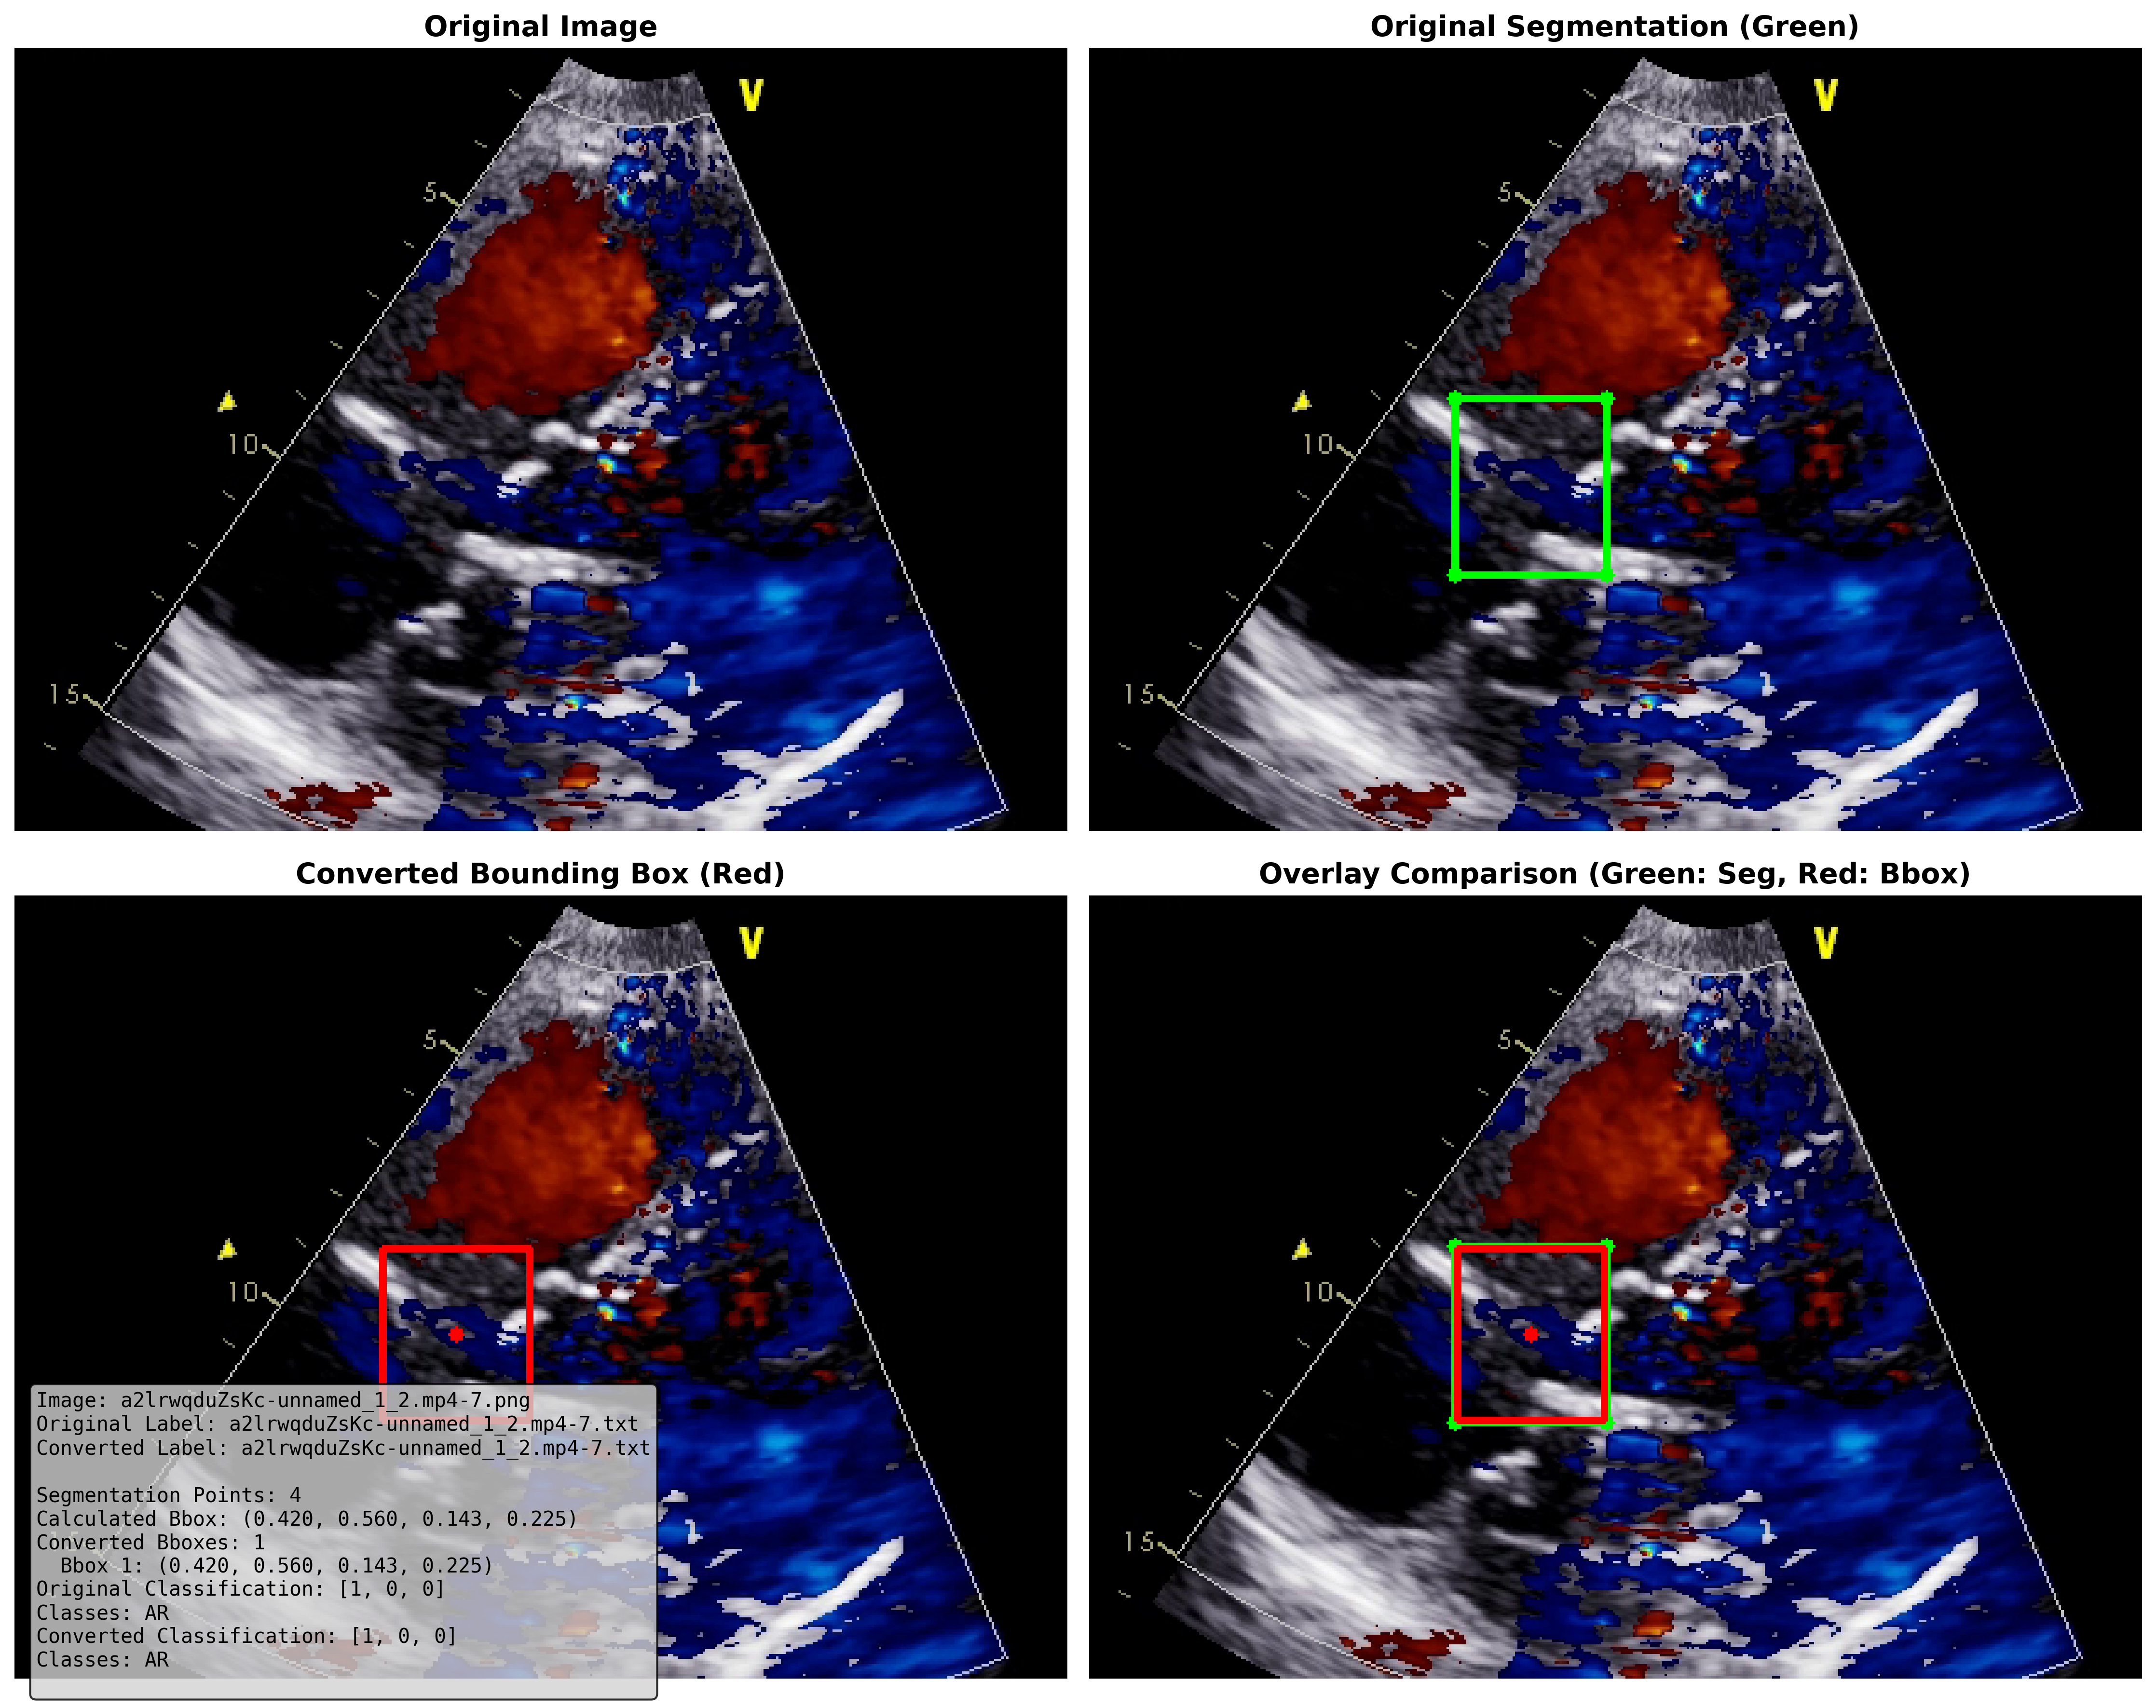 Original Image
Original Segmentation (Green)
V
5
10
15
V
5
10
15
Converted Bounding Box (Red)
Overlay Comparison (Green: Seg, Red: Bbox)
V
5
10
V
5
10
15
Image: a2lrwqduZsKc-unnamed_1_2.mp4-7.png
Original Label: a2lrwqduZsKc-unnamed_1_2.mp4-7.txt
Converted Label: a2lrwqduZsKc-unnamed_1_2.mp4-7.txt
Segmentation Points: 4
Calculated Bbox: (0.420, 0.560, 0.143, 0.225)
Converted Bboxes: 1
Bbox 1: (0.420, 0.560, 0.143, 0.225)
Original Classification: [1, 0, 0]
Classes: AR
Converted Classification: [1, 0, 0]
Classes: AR